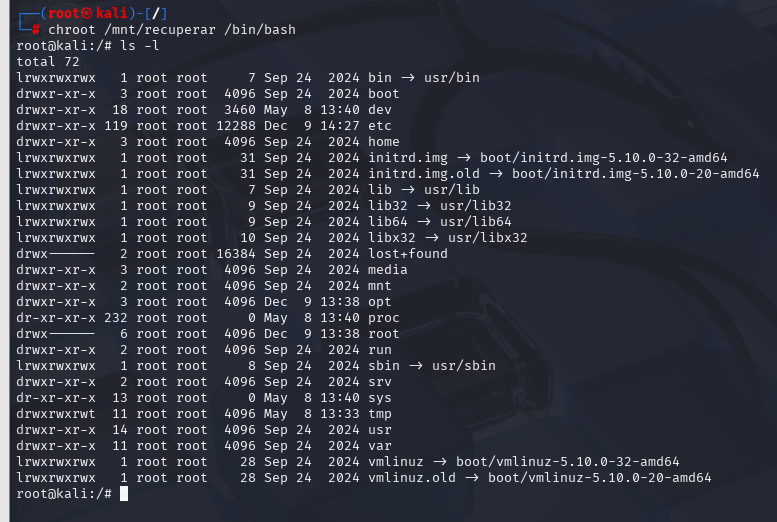 ┌──(root㉿kali)-[/]
└─# chroot /mnt/recuperar /bin/bash
root@kali:/# ls -l
total 72
lrwxrwxrwx   1 root root     7 Sep 24  2024 bin -> usr/bin
drwxr-xr-x   3 root root  4096 Sep 24  2024 boot
drwxr-xr-x  18 root root  3460 May  8 13:40 dev
drwxr-xr-x 119 root root 12288 Dec  9 14:27 etc
drwxr-xr-x   3 root root  4096 Sep 24  2024 home
lrwxrwxrwx   1 root root    31 Sep 24  2024 initrd.img -> boot/initrd.img-5.10.0-32-amd64
lrwxrwxrwx   1 root root    31 Sep 24  2024 initrd.img.old -> boot/initrd.img-5.10.0-20-amd64
lrwxrwxrwx   1 root root     7 Sep 24  2024 lib -> usr/lib
lrwxrwxrwx   1 root root     9 Sep 24  2024 lib32 -> usr/lib32
lrwxrwxrwx   1 root root     9 Sep 24  2024 lib64 -> usr/lib64
lrwxrwxrwx   1 root root    10 Sep 24  2024 libx32 -> usr/libx32
drwx------   2 root root 16384 Sep 24  2024 lost+found
drwxr-xr-x   3 root root  4096 Sep 24  2024 media
drwxr-xr-x   2 root root  4096 Sep 24  2024 mnt
drwxr-xr-x   3 root root  4096 Dec  9 13:38 opt
dr-xr-xr-x 232 root root     0 May  8 13:40 proc
drwx------   6 root root  4096 Dec  9 13:38 root
drwxr-xr-x   2 root root  4096 Sep 24  2024 run
lrwxrwxrwx   1 root root     8 Sep 24  2024 sbin -> usr/sbin
drwxr-xr-x   2 root root  4096 Sep 24  2024 srv
dr-xr-xr-x  13 root root     0 May  8 13:40 sys
drwxrwxrwt  11 root root  4096 May  8 13:33 tmp
drwxr-xr-x  14 root root  4096 Sep 24  2024 usr
drwxr-xr-x  11 root root  4096 Sep 24  2024 var
lrwxrwxrwx   1 root root    28 Sep 24  2024 vmlinuz -> boot/vmlinuz-5.10.0-32-amd64
lrwxrwxrwx   1 root root    28 Sep 24  2024 vmlinuz.old -> boot/vmlinuz-5.10.0-20-amd64
root@kali:/#